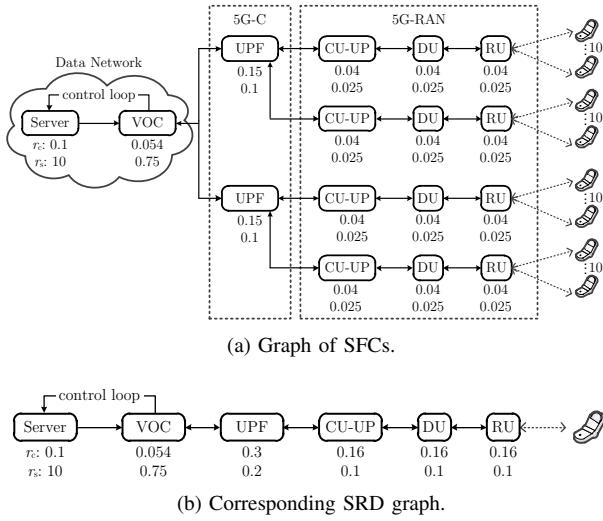 5G-C 5G-RAN
Data Network
control loop
Server VOC
r_c: 0.1 0.054
r_s: 10 0.75
UPF CU-UP DU RU :10
0.15 0.04 0.04 0.04
0.1 0.025 0.025 0.025
CU-UP DU RU :10
0.04 0.04 0.04
0.025 0.025 0.025
UPF CU-UP DU RU :10
0.15 0.04 0.04 0.04
0.1 0.025 0.025 0.025
CU-UP DU RU :10
0.04 0.04 0.04
0.025 0.025 0.025
(a) Graph of SFCs.
control loop
Server VOC UPF CU-UP DU RU
r_c: 0.1 0.054 0.3 0.16 0.16 0.16
r_s: 10 0.75 0.2 0.1 0.1 0.1
(b) Corresponding SRD graph.